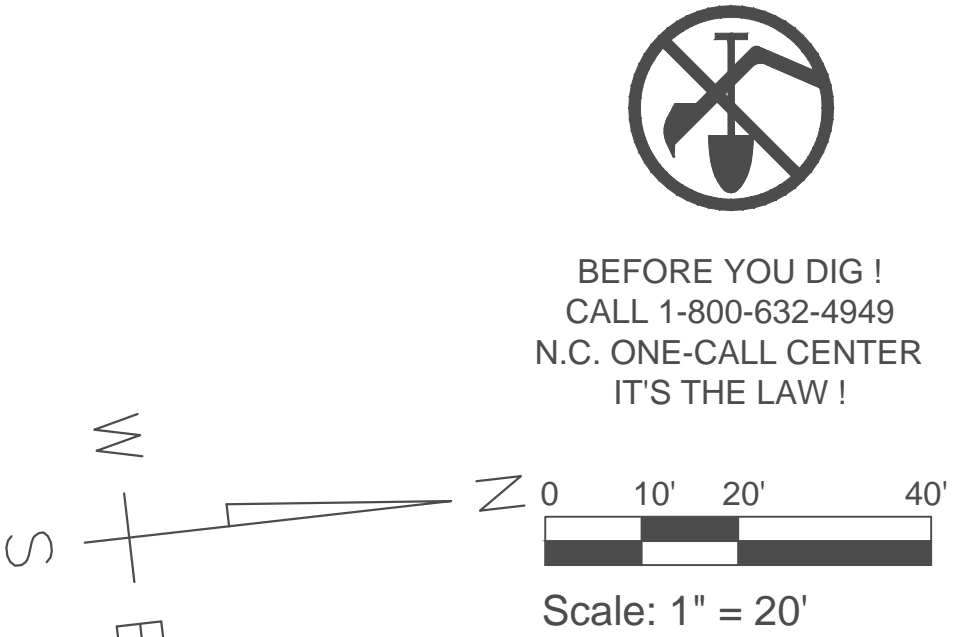 BEFORE YOU DIG !
CALL 1-800-632-4949
N.C. ONE-CALL CENTER
IT'S THE LAW !
W
N
S
E
0 10' 20' 40'
Scale: 1" = 20'